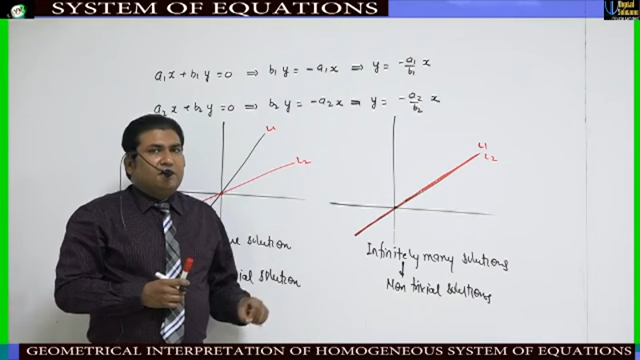 SYSTEM OF EQUATIONS
a₁x + b₁y = 0 ⇒ b₁y = -a₁x ⇒ y = -a₁/b₁ x
a₂x + b₂y = 0 ⇒ b₂y = -a₂x ⇒ y = -a₂/b₂ x
L1
L2
L1
L2
solution
solution
Infinitely many solutions
↓
Non trivial solutions
GEOMETRICAL INTERPRETATION OF HOMOGENEOUS SYSTEM OF EQUATIONS